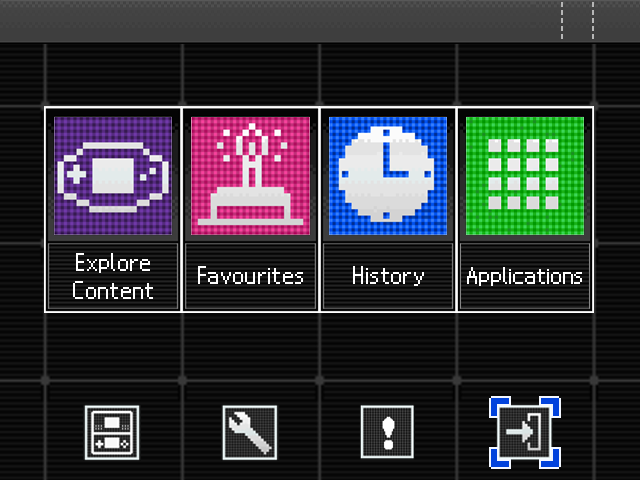 Explore
Content
Favourites
History
Applications